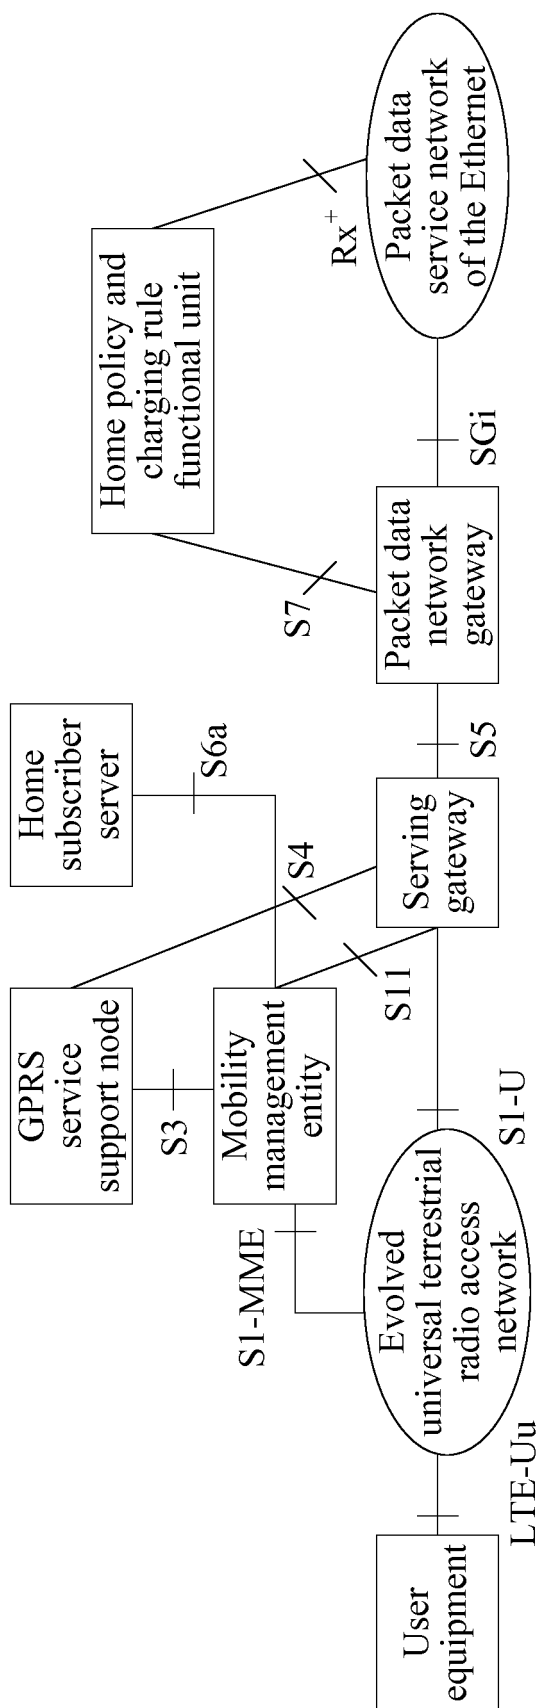 GPRS
service
support node
Home
subscriber
server
Home policy and
charging rule
functional unit
S3
S6a
S4
S7
Rx+
S1-MME
Mobility
management
entity
S11
User
equipment
LTE-Uu
Evolved
universal terrestrial
radio access
network
S1-U
Serving
gateway
S5
Packet data
network
gateway
SGi
Packet data
service network
of the Ethernet